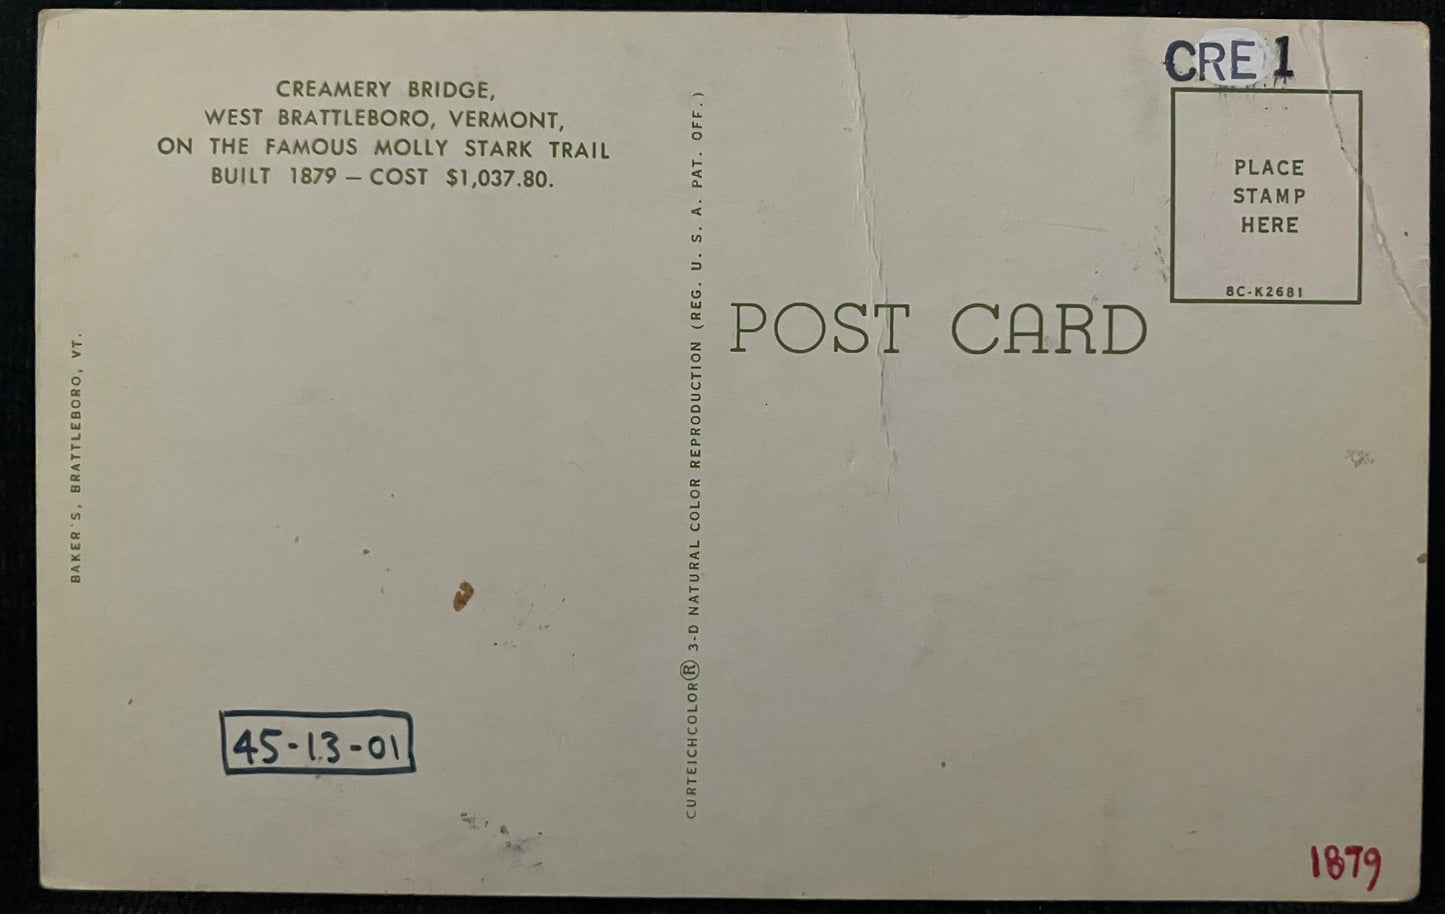 CREAMERY BRIDGE,
WEST BRATTLEBORO, VERMONT,
ON THE FAMOUS MOLLY STARK TRAIL
BUILT 1879 — COST $1,037.80.
BAKER'S, BRATTLEBORO, VT.
45-13-01
CURTEICHCOLOR® 3-D NATURAL COLOR REPRODUCTION (REG. U. S. A. PAT. OFF.)
CRE 1
PLACE
STAMP
HERE
8C-K2681
POST CARD
1879